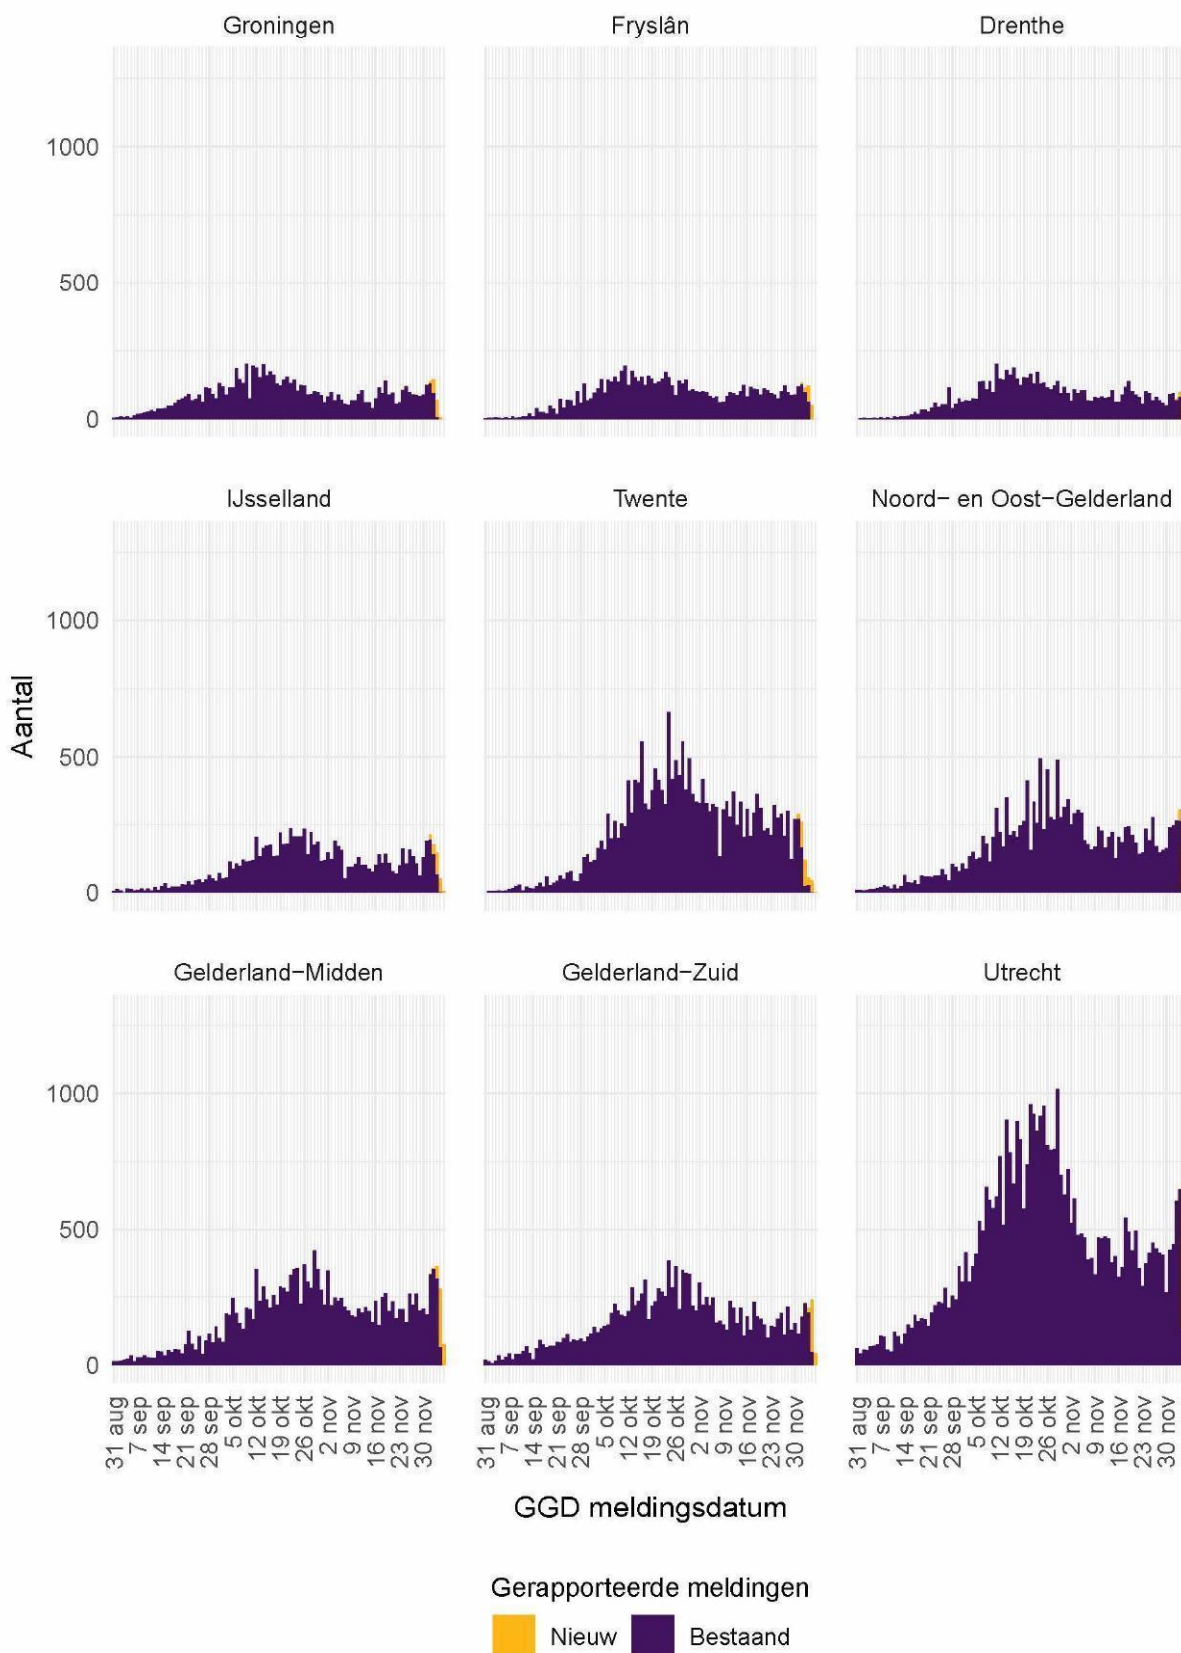 Groningen
Fryslân
Drenthe
1000
500
0
IJsselland
Twente
Noord− en Oost−Gelderland
1000
500
0
Aantal
Gelderland−Midden
Gelderland−Zuid
Utrecht
1000
500
0
31 aug
7 sep
14 sep
21 sep
28 sep
5 okt
12 okt
19 okt
26 okt
2 nov
9 nov
16 nov
23 nov
30 nov
31 aug
7 sep
14 sep
21 sep
28 sep
5 okt
12 okt
19 okt
26 okt
2 nov
9 nov
16 nov
23 nov
30 nov
31 aug
7 sep
14 sep
21 sep
28 sep
5 okt
12 okt
19 okt
26 okt
2 nov
9 nov
16 nov
23 nov
30 nov
GGD meldingsdatum
Gerapporteerde meldingen
Nieuw
Bestaand